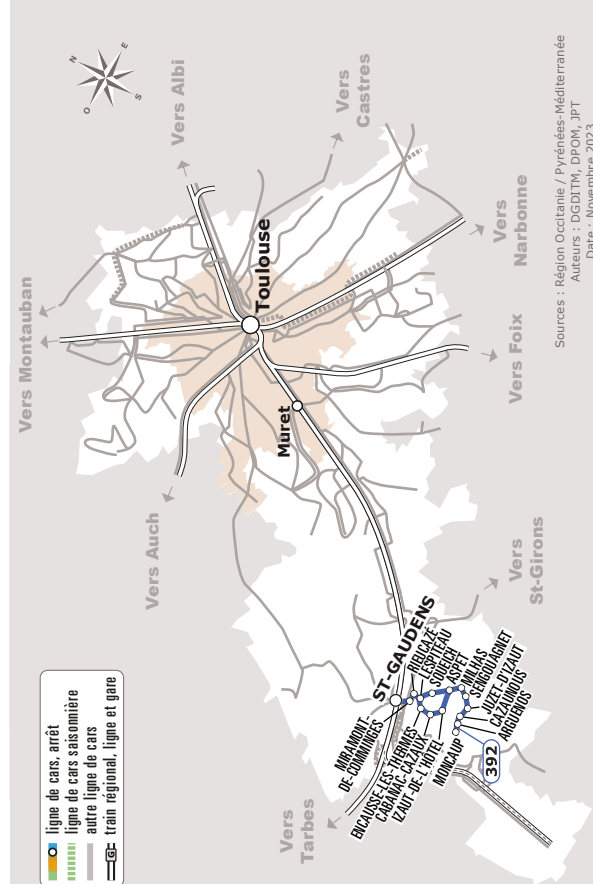 N
E
S
O
Vers Albi
Vers
Castres
Vers Montauban
Toulouse
Vers
Narbonne
Vers Foix
Muret
Vers Auch
Vers
St-Girons
ST-GAUDENS
MIRAMONT-
DE-COMMINGES
RIEUCAZÉ
LESPITEAU
SOUEICH
ASPET
MILHAS
SENGOUAGNET
JUZET-D'IZAUT
CAZAUNOUS
ARGUENOS
ENCAUSSE-LES-THERMES
CABANAC-CAZAUX
IZAUT-DE-L'HÔTEL
MONCAUP
392
Vers
Tarbes
ligne de cars, arrêt
ligne de cars saisonnière
autre ligne de cars
G
train régional, ligne et gare
Sources : Région Occitanie / Pyrénées-Méditerranée
Auteurs : DGDITM, DPOM, JPT
Date : Novembre 2023